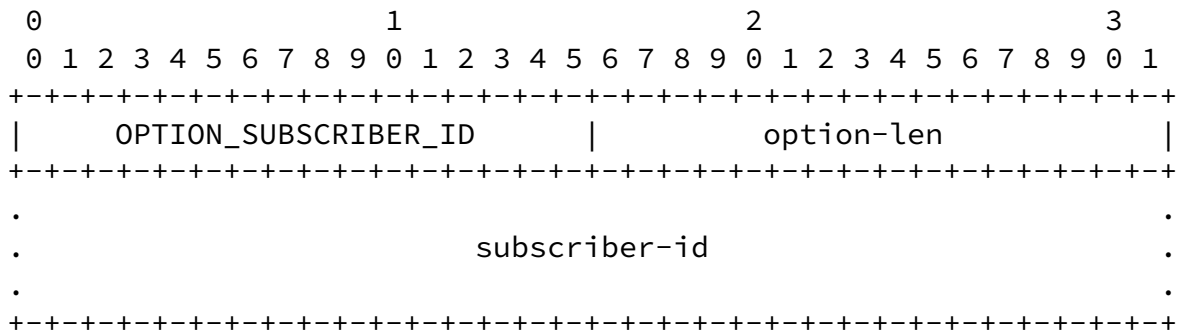 0                   1                   2                   3
 0 1 2 3 4 5 6 7 8 9 0 1 2 3 4 5 6 7 8 9 0 1 2 3 4 5 6 7 8 9 0 1
+-+-+-+-+-+-+-+-+-+-+-+-+-+-+-+-+-+-+-+-+-+-+-+-+-+-+-+-+-+-+-+-+
|     OPTION_SUBSCRIBER_ID      |         option-len            |
+-+-+-+-+-+-+-+-+-+-+-+-+-+-+-+-+-+-+-+-+-+-+-+-+-+-+-+-+-+-+-+-+
.                                                               .
.                         subscriber-id                         .
.                                                               .
+-+-+-+-+-+-+-+-+-+-+-+-+-+-+-+-+-+-+-+-+-+-+-+-+-+-+-+-+-+-+-+-+